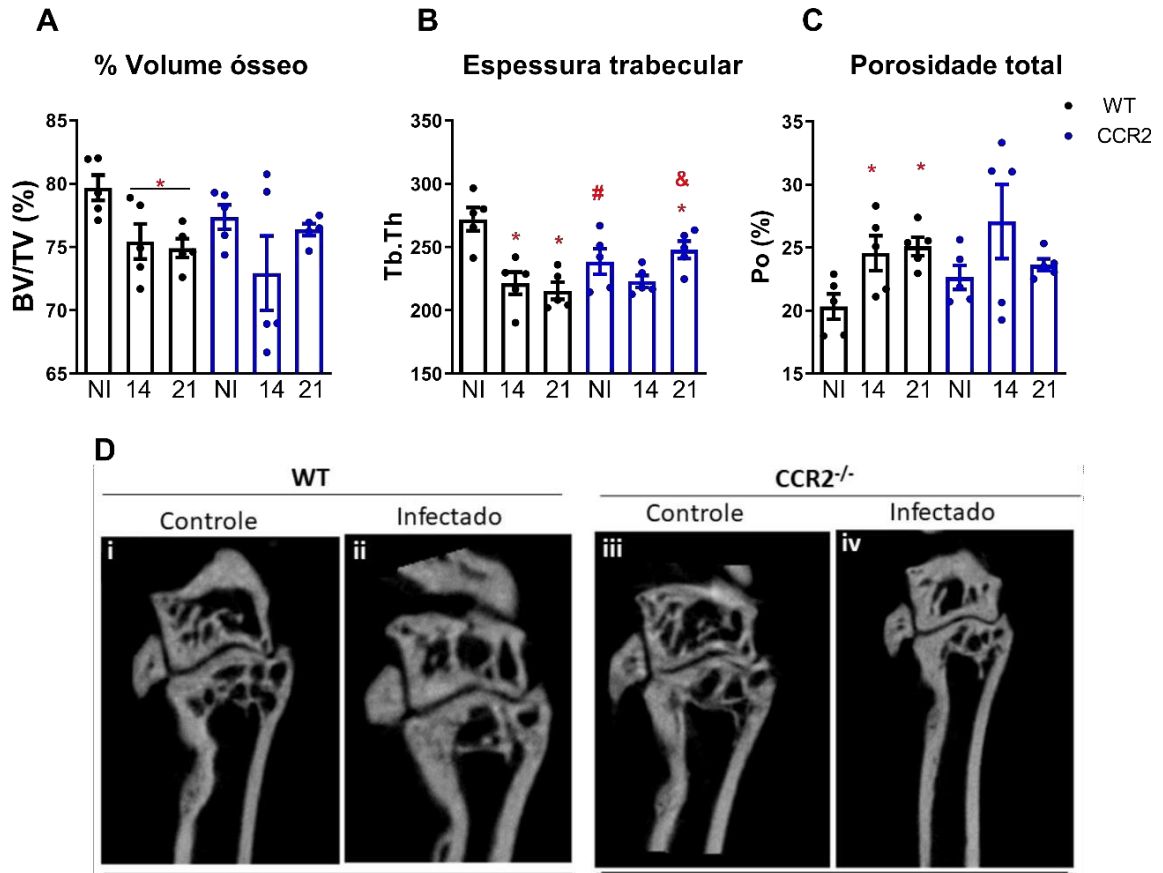 A
B
C
% Volume ósseo
Espessura trabecular
Porosidade total
WT
CCR2
BV/TV (%)
85
80
75
70
65
NI 14 21 NI 14 21
*
Tb.Th
350
300
250
200
150
NI 14 21 NI 14 21
* * # & *
Po (%)
35
30
25
20
15
NI 14 21 NI 14 21
* *
D
WT
CCR2-/-
Controle
Infectado
Controle
Infectado
i
ii
iii
iv